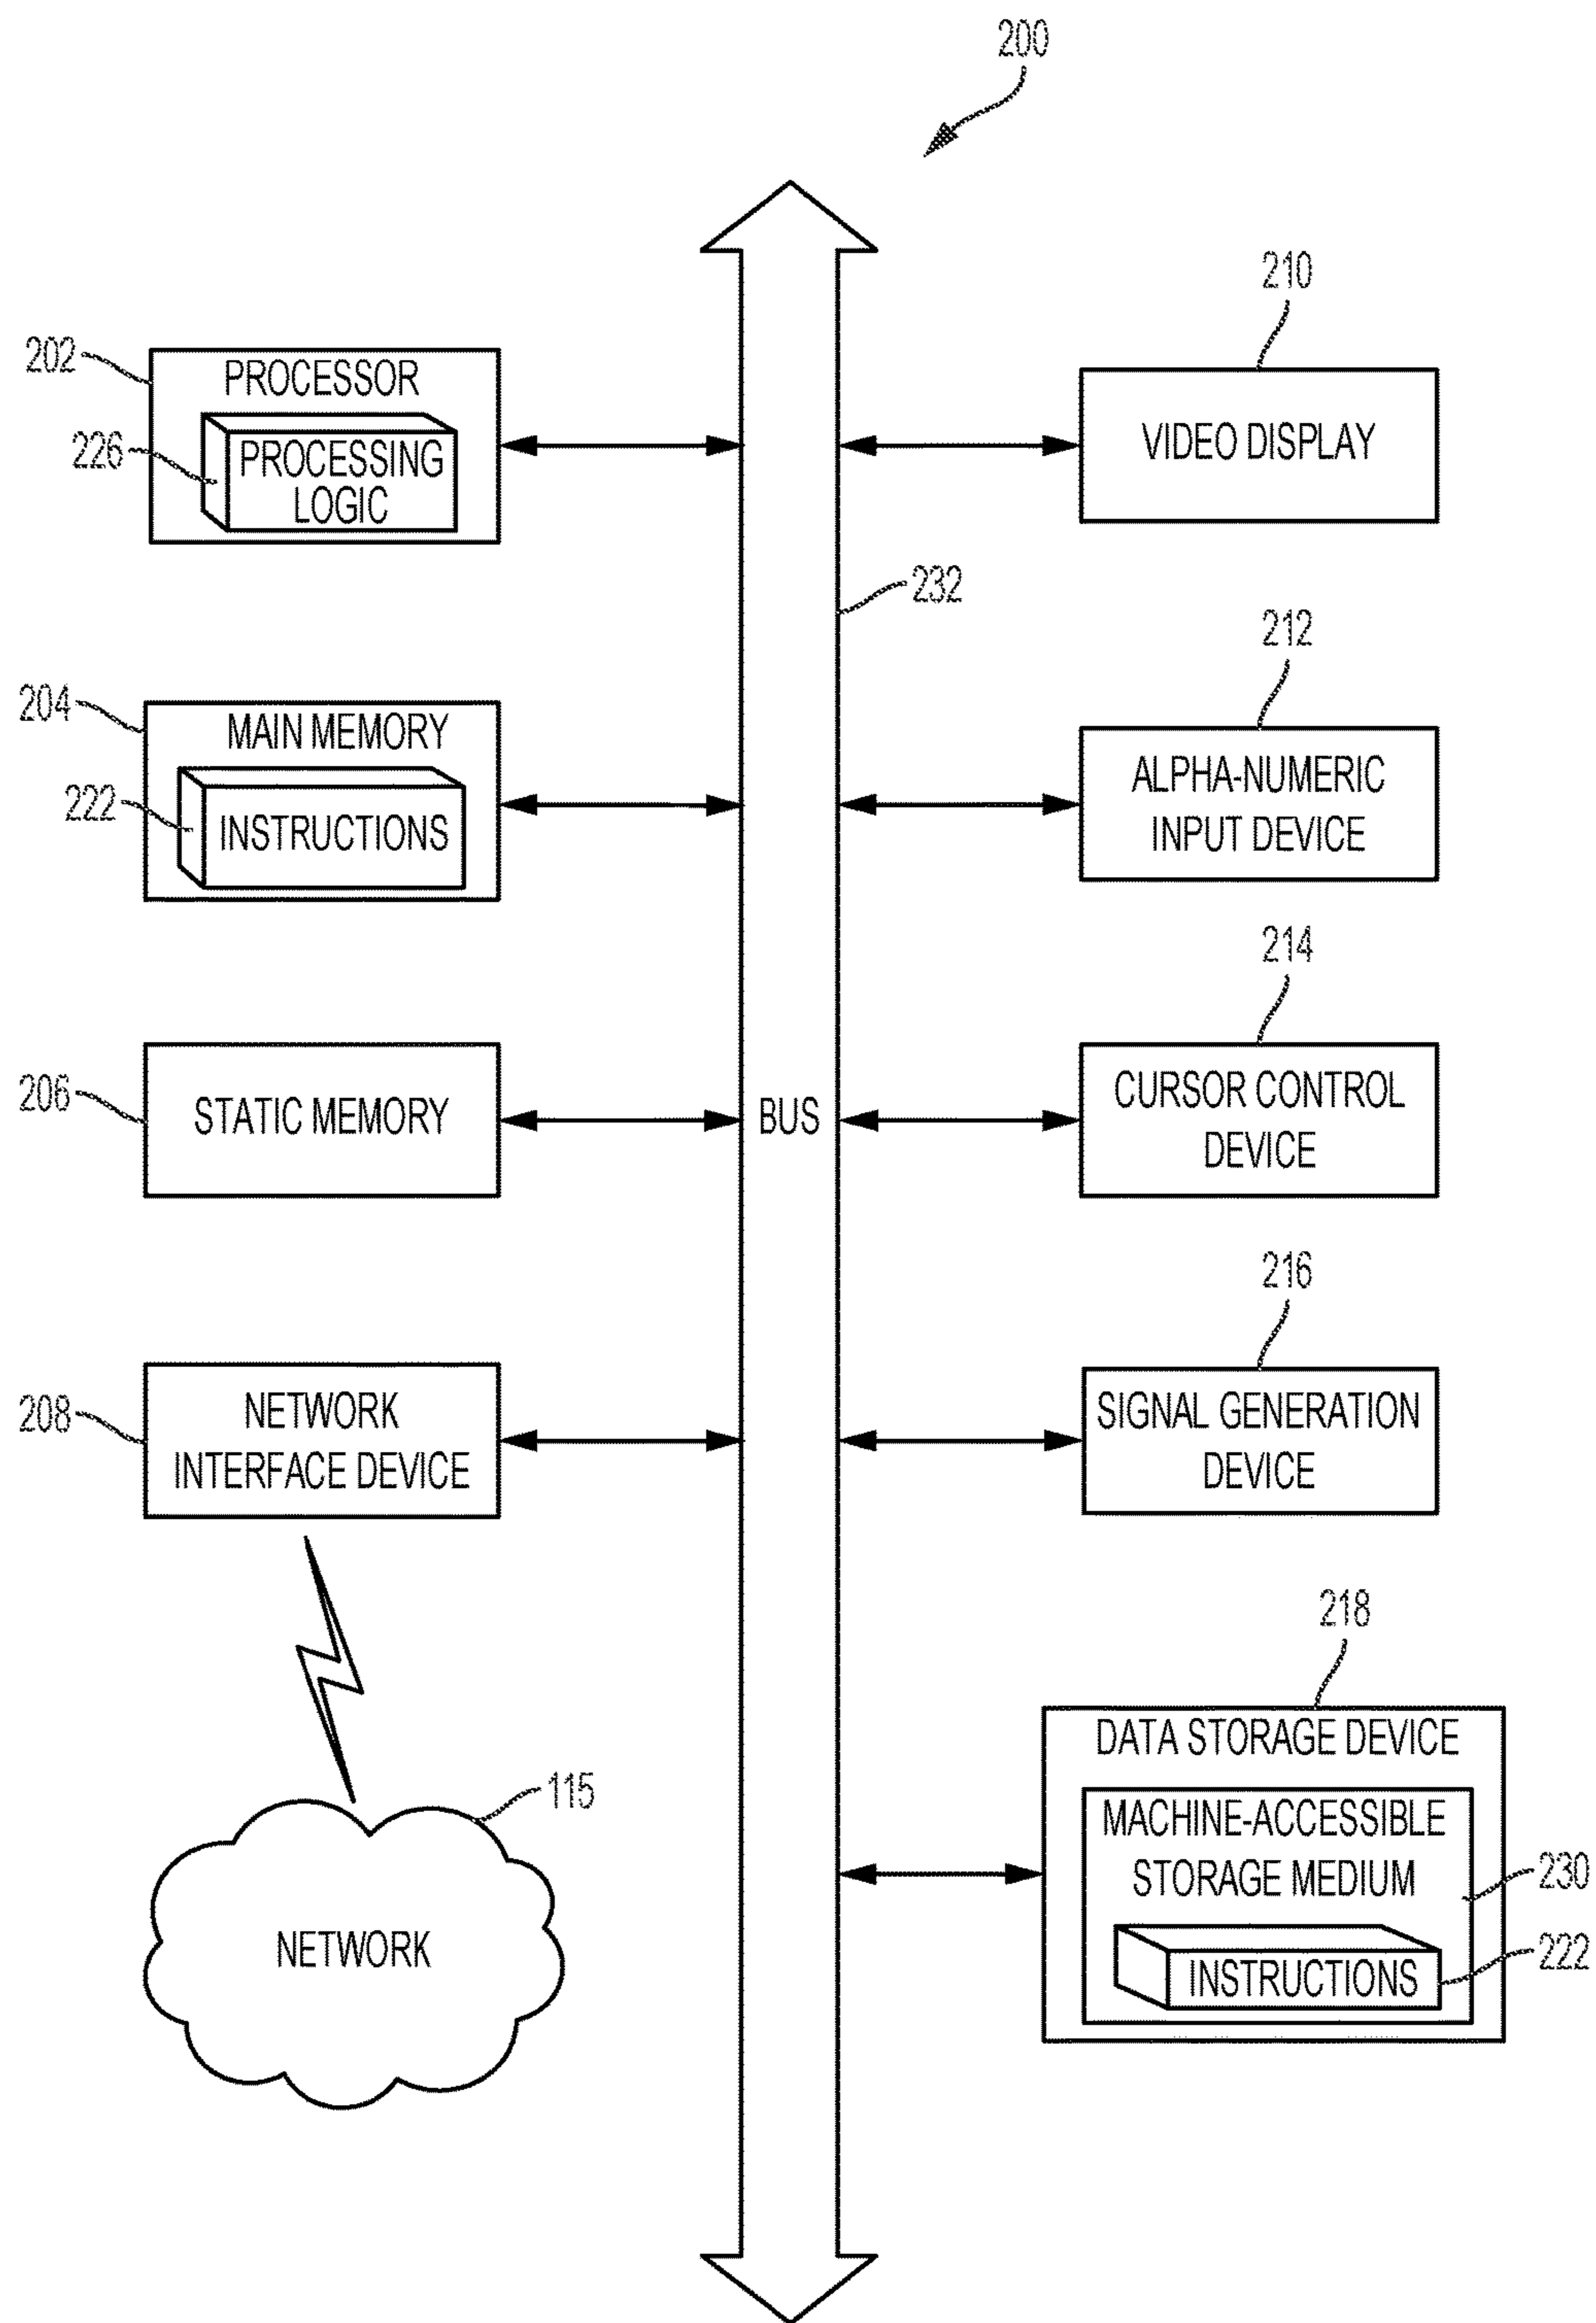 200
202
PROCESSOR
226
PROCESSING
LOGIC
204
MAIN MEMORY
222
INSTRUCTIONS
206
STATIC MEMORY
208
NETWORK
INTERFACE DEVICE
115
NETWORK
BUS
232
210
VIDEO DISPLAY
212
ALPHA-NUMERIC
INPUT DEVICE
214
CURSOR CONTROL
DEVICE
216
SIGNAL GENERATION
DEVICE
218
DATA STORAGE DEVICE
MACHINE-ACCESSIBLE
STORAGE MEDIUM
230
INSTRUCTIONS
222